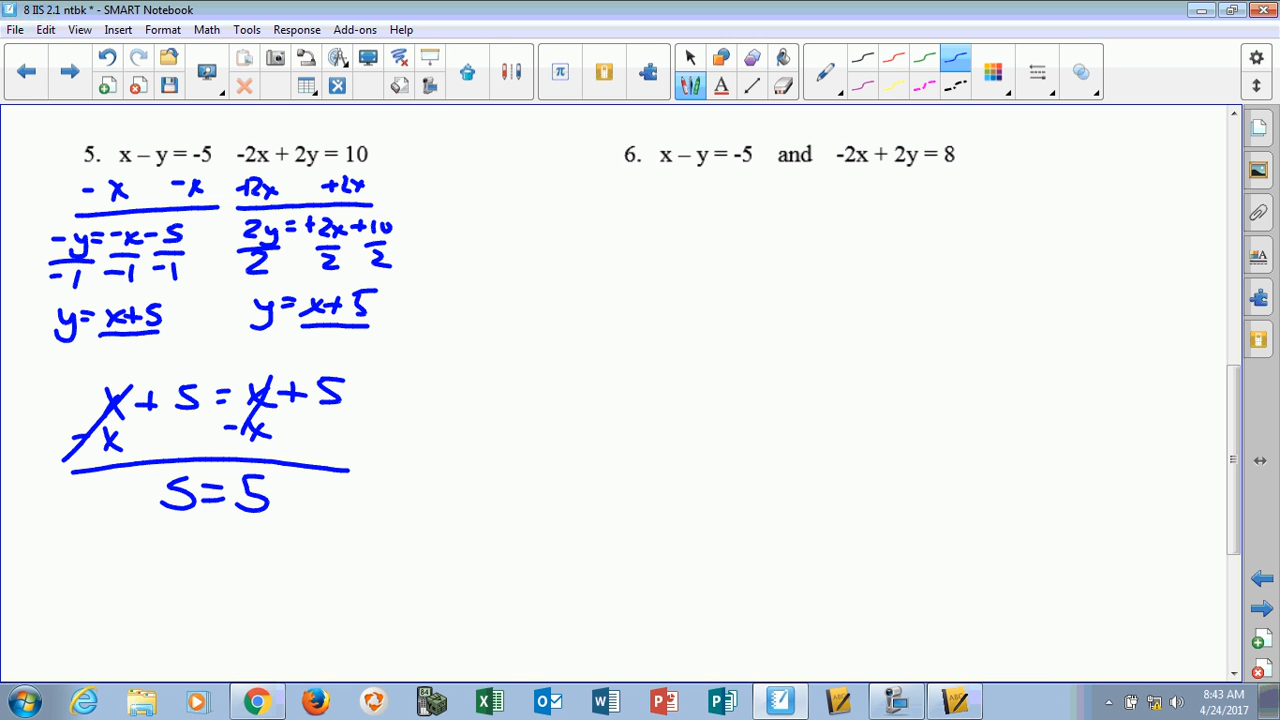 8 IIS 2.1 ntbk * - SMART Notebook
File Edit View Insert Format Math Tools Response Add-ons Help
5. x – y = -5 -2x + 2y = 10
- x -x +2x +2x
-y = -x - 5 2y = +2x + 10
-1 -1 -1 2 2 2
y = x+5 y = x+5
x + 5 = x + 5
- x - x
5 = 5
6. x – y = -5 and -2x + 2y = 8
8:43 AM
4/24/2017